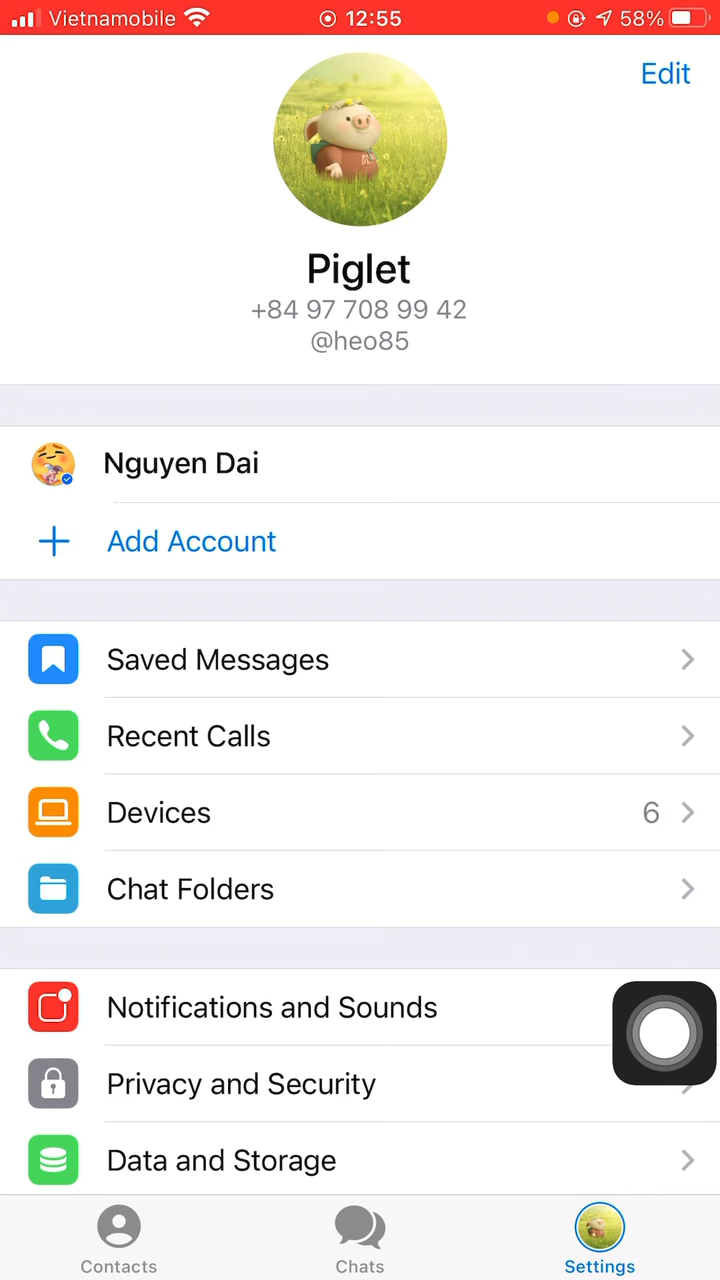 Vietnamobile 12:55 58%
Edit
Piglet
+84 97 708 99 42
@heo85
Nguyen Dai
Add Account
Saved Messages
Recent Calls
Devices 6
Chat Folders
Notifications and Sounds
Privacy and Security
Data and Storage
Contacts Chats Settings